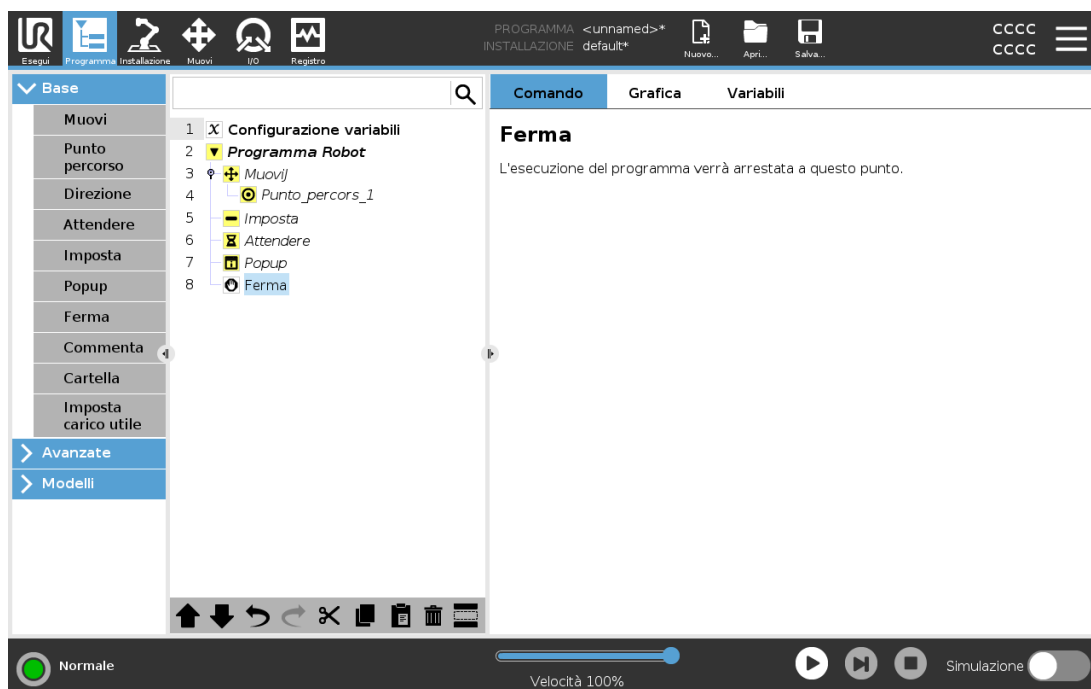 PROGRAMMA <unnamed>*
INSTALLAZIONE default*
UR
Esegui
Programma
Installazione
Muovi
I/O
Registro
Nuovo...
Apri...
Salva...
CCCC
CCCC
Base
Muovi
Punto
percorso
Direzione
Attendere
Imposta
Popup
Ferma
Commenta
Cartella
Imposta
carico utile
Avanzate
Modelli
1 X Configurazione variabili
2 Programma Robot
3 MuoviJ
4 Punto_percors_1
5 Imposta
6 Attendere
7 Popup
8 Ferma
Comando
Grafica
Variabili
Ferma
L'esecuzione del programma verrà arrestata a questo punto.
Normale
Velocità 100%
Simulazione